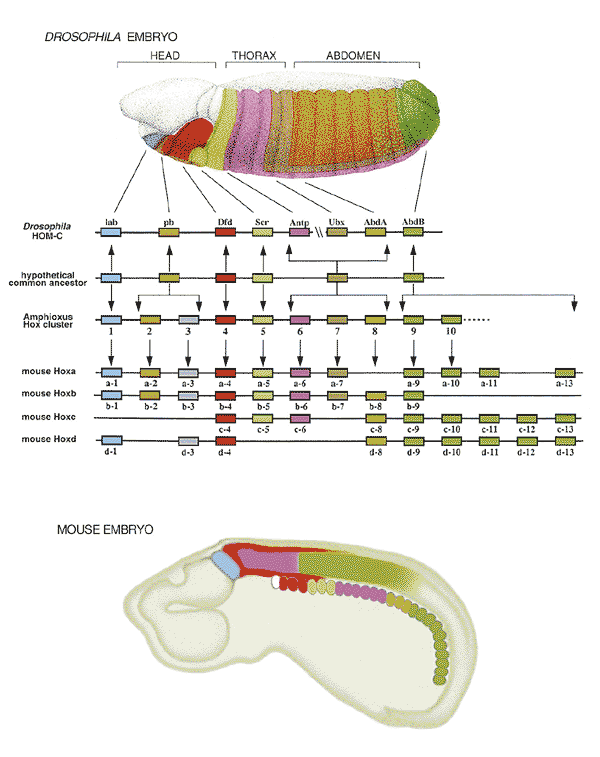 DROSOPHILA EMBRYO
HEAD THORAX ABDOMEN
lab pb Dfd Scr Antp Ubx AbdA AbdB
Drosophila
HOM-C
hypothetical
common ancestor
Amphioxus
Hox cluster
1 2 3 4 5 6 7 8 9 10
mouse Hoxa
a-1 a-2 a-3 a-4 a-5 a-6 a-7 a-9 a-10 a-11 a-13
mouse Hoxb
b-1 b-2 b-3 b-4 b-5 b-6 b-7 b-8 b-9
mouse Hoxc
c-4 c-5 c-6 c-8 c-9 c-10 c-11 c-12 c-13
mouse Hoxd
d-1 d-3 d-4 d-8 d-9 d-10 d-11 d-12 d-13
MOUSE EMBRYO